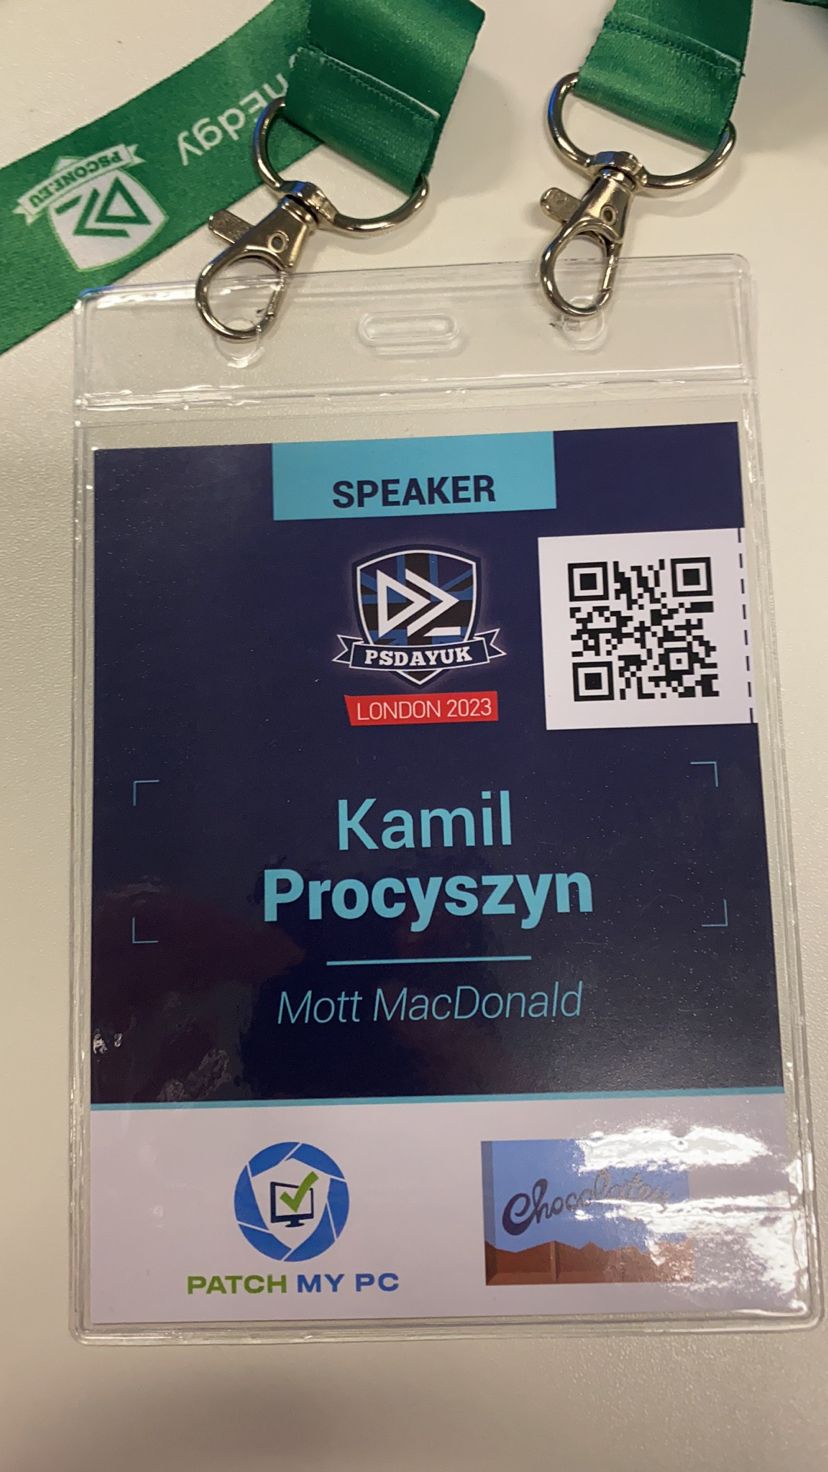 PSCONF.EU
SPEAKER
PSDAYUK
LONDON 2023
Kamil
Procyszyn
Mott MacDonald
PATCH MY PC
Chocolatey